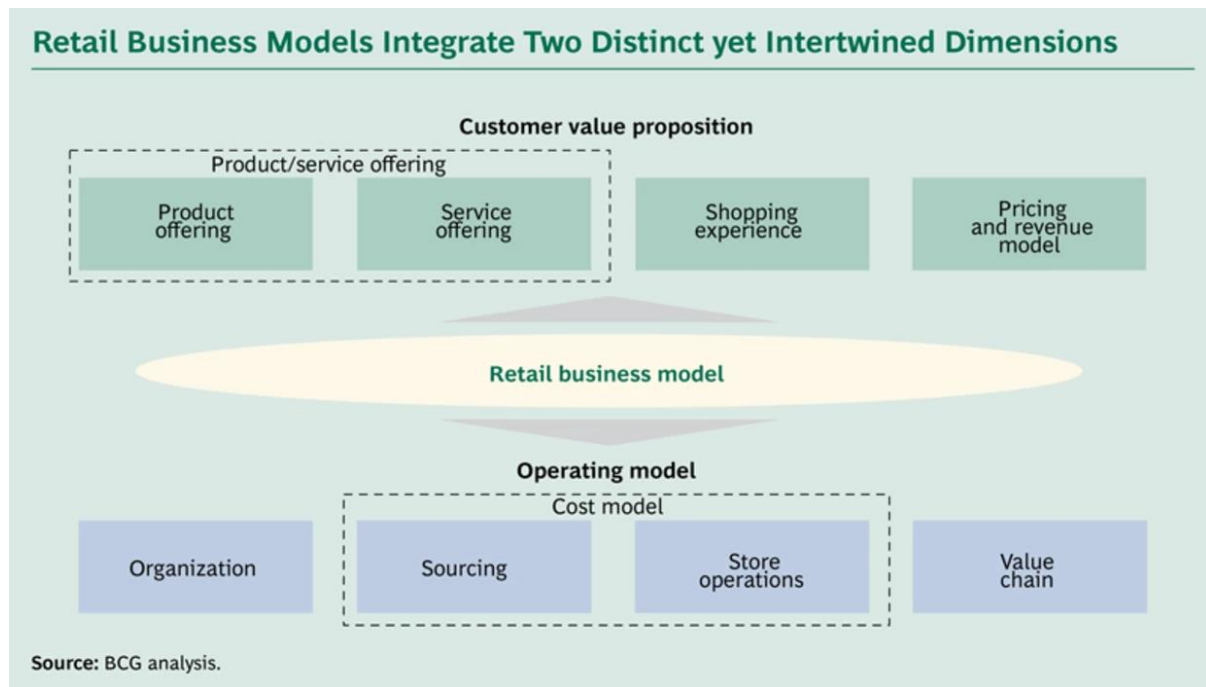 Retail Business Models Integrate Two Distinct yet Intertwined Dimensions
Customer value proposition
Product/service offering
Product
offering
Service
offering
Shopping
experience
Pricing
and revenue
model
Retail business model
Operating model
Cost model
Organization
Sourcing
Store
operations
Value
chain
Source: BCG analysis.